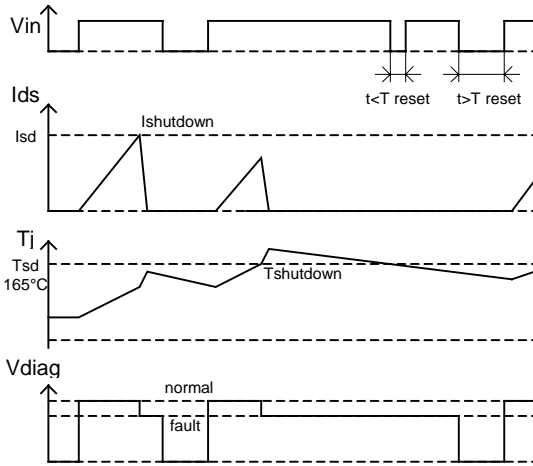 Vin
t<T reset
t>T reset
Ids
Isd
Ishutdown
Tj
Tsd
165°C
Tshutdown
Vdiag
normal
fault